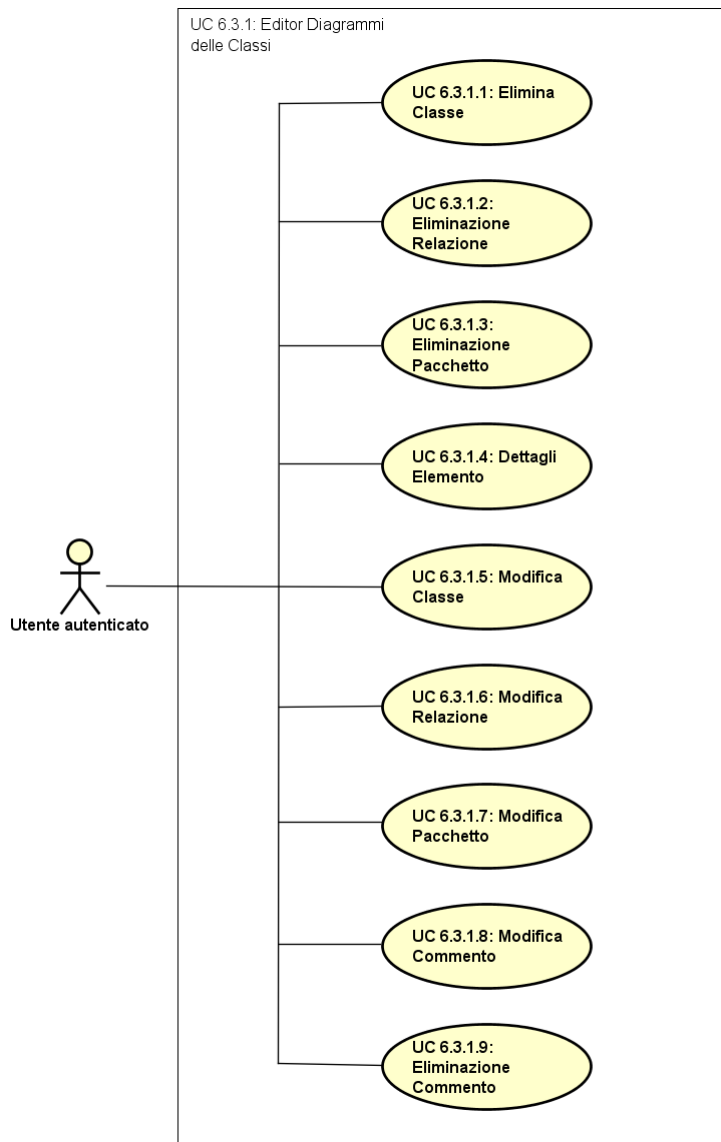 UC 6.3.1: Editor Diagrammi
delle Classi
UC 6.3.1.1: Elimina
Classe
UC 6.3.1.2:
Eliminazione
Relazione
UC 6.3.1.3:
Eliminazione
Pacchetto
UC 6.3.1.4: Dettagli
Elemento
UC 6.3.1.5: Modifica
Classe
Utente autenticato
UC 6.3.1.6: Modifica
Relazione
UC 6.3.1.7: Modifica
Pacchetto
UC 6.3.1.8: Modifica
Commento
UC 6.3.1.9:
Eliminazione
Commento